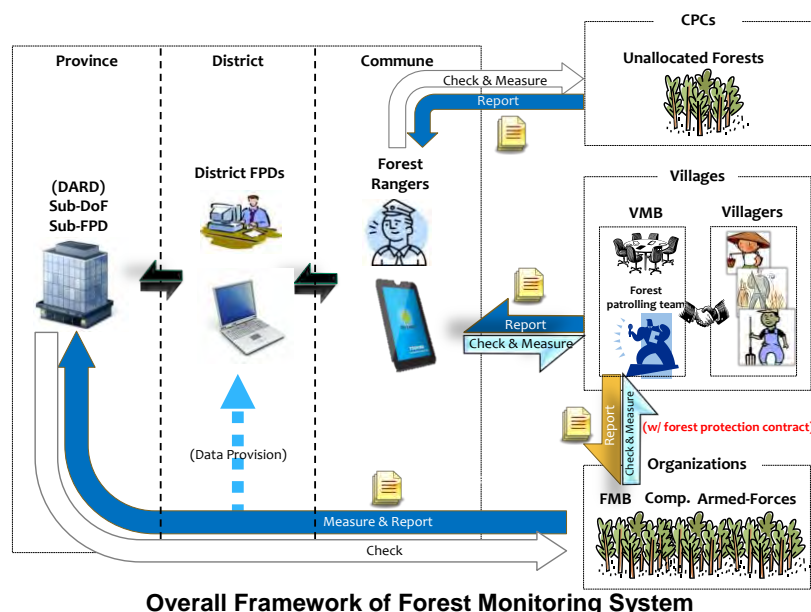 CPCs
Unallocated Forests
Province
District
Commune
Check & Measure
Report
(DARD)
Sub-DoF
Sub-FPD
District FPDs
Forest
Rangers
Villages
VMB
Villagers
Forest
patrolling team
Report
Check & Measure
Report
Check & Measure
(w/ forest protection contract)
(Data Provision)
Organizations
FMB Comp. Armed-Forces
Measure & Report
Check
Overall Framework of Forest Monitoring System